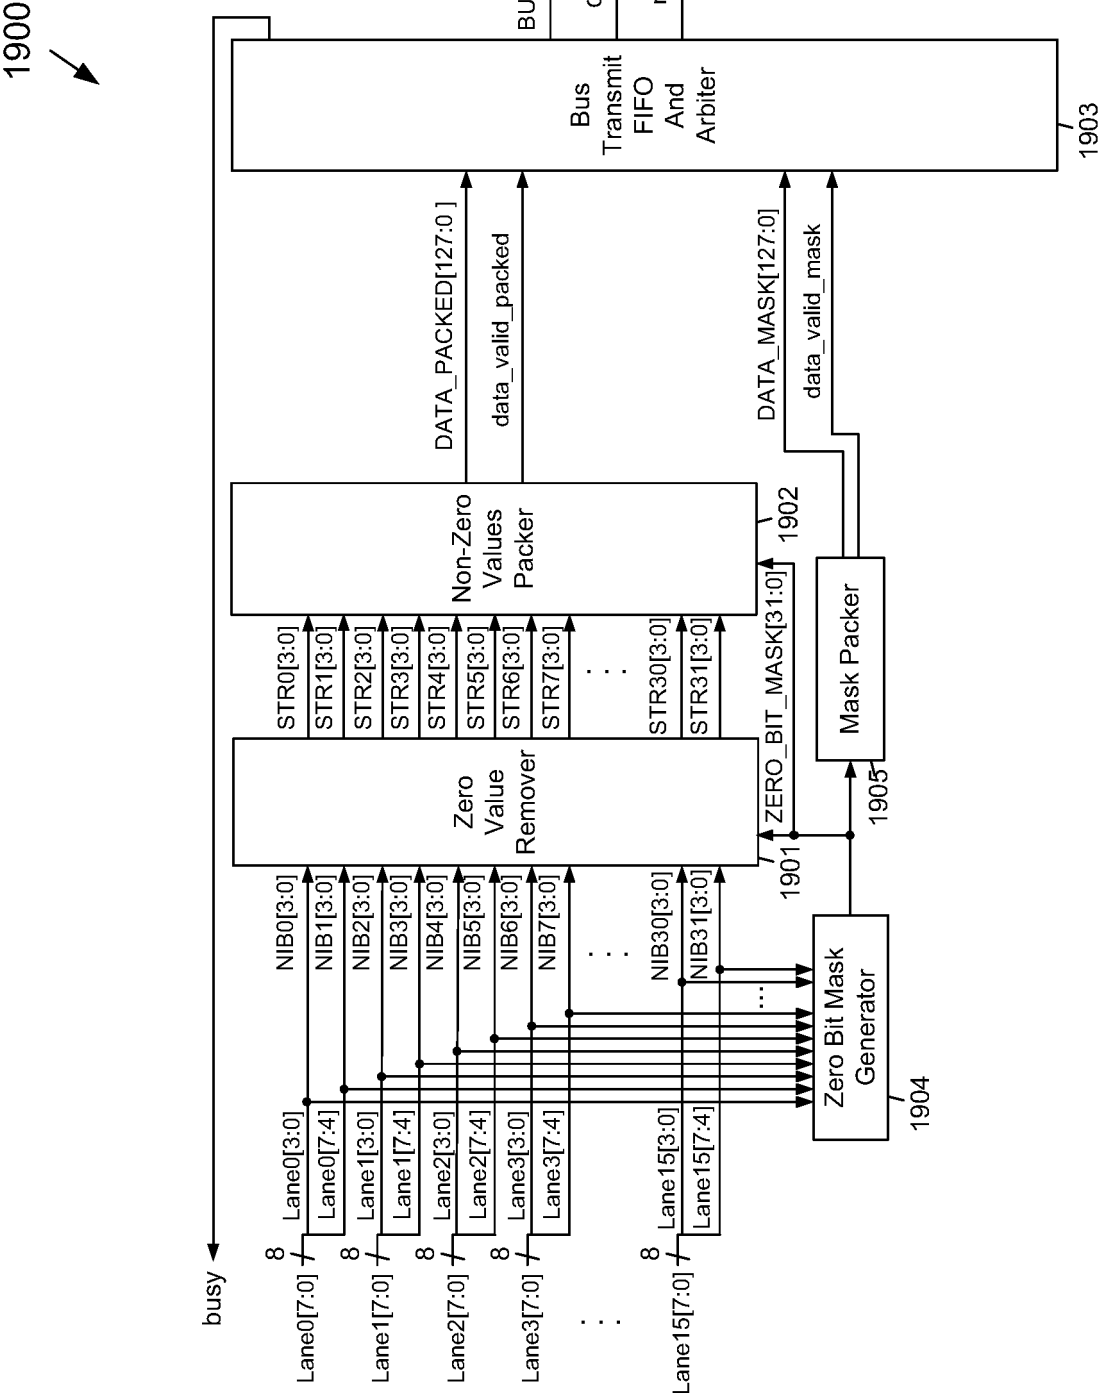 1900
busy
Lane0[7:0]
8
Lane0[3:0]
Lane0[7:4]
Lane1[7:0]
8
Lane1[3:0]
Lane1[7:4]
Lane2[7:0]
8
Lane2[3:0]
Lane2[7:4]
Lane3[7:0]
8
Lane3[3:0]
Lane3[7:4]
. . .
Lane15[7:0]
8
Lane15[3:0]
Lane15[7:4]
NIB0[3:0]
NIB1[3:0]
NIB2[3:0]
NIB3[3:0]
NIB4[3:0]
NIB5[3:0]
NIB6[3:0]
NIB7[3:0]
. . .
NIB30[3:0]
NIB31[3:0]
...
Zero Bit Mask
Generator
1904
Zero
Value
Remover
1901
STR0[3:0]
STR1[3:0]
STR2[3:0]
STR3[3:0]
STR4[3:0]
STR5[3:0]
STR6[3:0]
STR7[3:0]
. . .
STR30[3:0]
STR31[3:0]
ZERO_BIT_MASK[31:0]
Mask Packer
1905
Non-Zero
Values
Packer
1902
DATA_PACKED[127:0 ]
data_valid_packed
DATA_MASK[127:0]
data_valid_mask
Bus
Transmit
FIFO
And
Arbiter
1903
BU